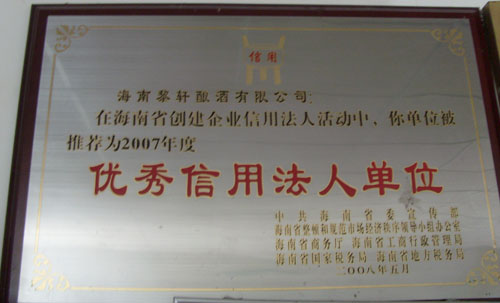 信用
海南黎轩酿酒有限公司:
在海南省创建企业信用法人活动中，你单位被
推荐为2007年度
优秀信用法人单位
中共海南省委宣传部
海南省整顿和规范市场经济秩序领导小组办公室
海南省商务厅 海南省工商行政管理局
海南省国家税务局 海南省地方税务局
二00八年五月